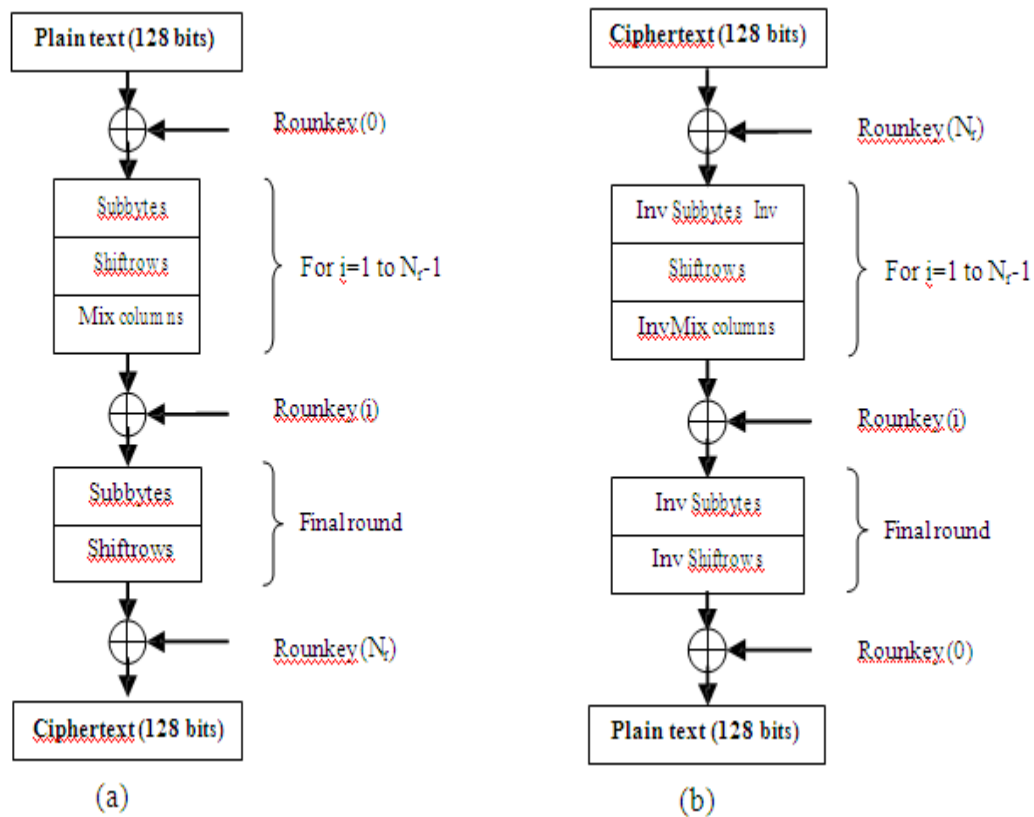 Plain text (128 bits)
Rounkey (0)
Subbytes
Shiftrows
Mix columns
For i=1 to Nr-1
Rounkey (i)
Subbytes
Shiftrows
Final round
Rounkey (Nr)
Ciphertext (128 bits)
(a)
Ciphertext (128 bits)
Rounkey (Nr)
Inv Subbytes Inv
Shiftrows
InvMix columns
For i=1 to Nr-1
Rounkey (i)
Inv Subbytes
Inv Shiftrows
Final round
Rounkey (0)
Plain text (128 bits)
(b)